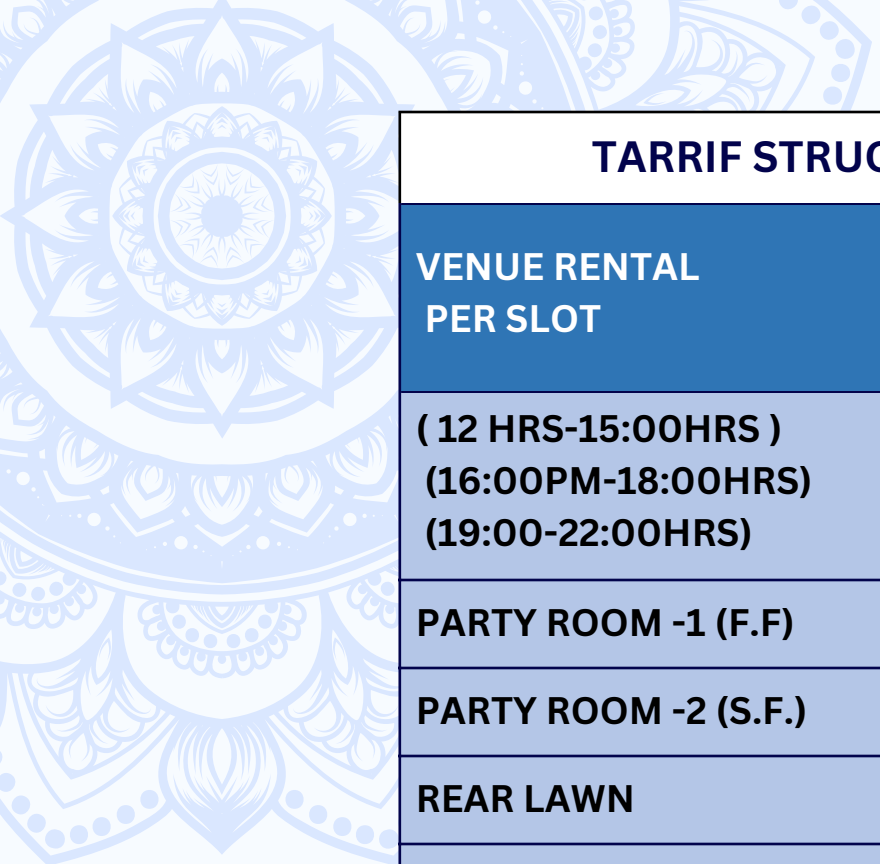 TARRIF STRUC
VENUE RENTAL
PER SLOT
( 12 HRS-15:00HRS )
(16:00PM-18:00HRS)
(19:00-22:00HRS)
PARTY ROOM -1 (F.F)
PARTY ROOM -2 (S.F.)
REAR LAWN